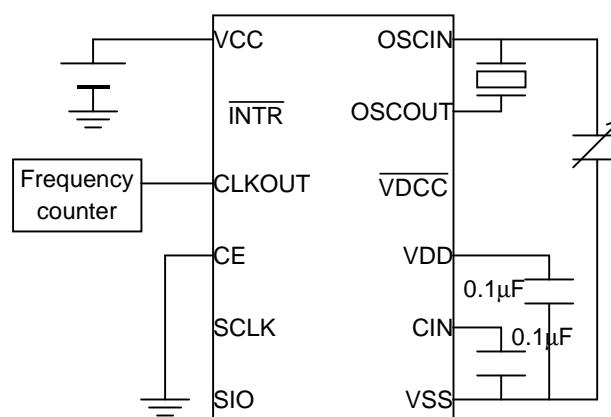 VCC OSCIN
INTR OSCOUT
Frequency
counter
CLKOUT VDCC
CE VDD
0.1μF
SCLK CIN
0.1μF
SIO VSS